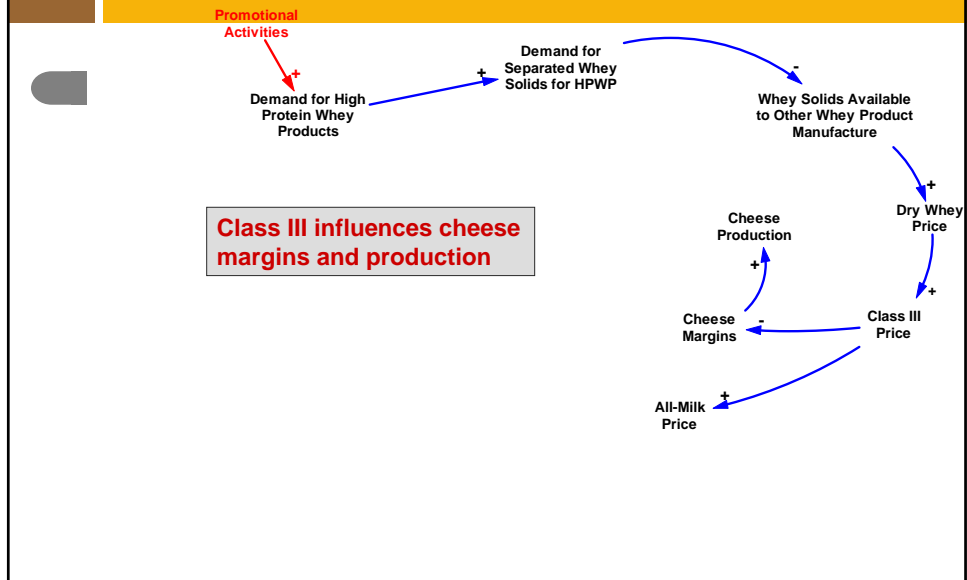 Promotional
Activities
+
Demand for High
Protein Whey
Products
+
Demand for
Separated Whey
Solids for HPWP
-
Whey Solids Available
to Other Whey Product
Manufacture
+
Dry Whey
Price
+
Class III
Price
-
Cheese
Margins
+
Cheese
Production
+
All-Milk
Price
Class III influences cheese
margins and production